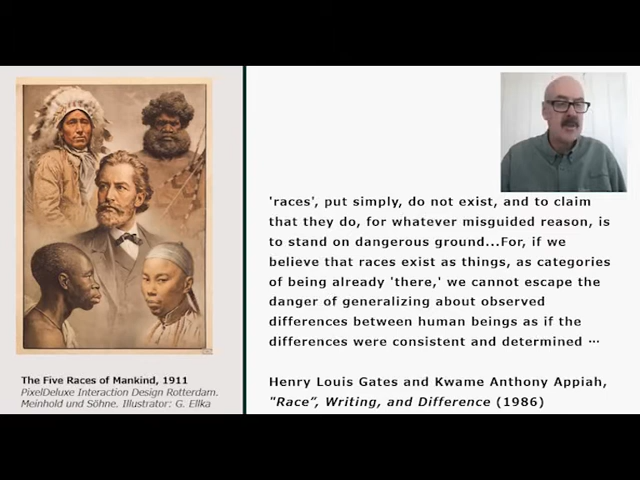 'races', put simply, do not exist, and to claim
that they do, for whatever misguided reason, is
to stand on dangerous ground...For, if we
believe that races exist as things, as categories
of being already 'there,' we cannot escape the
danger of generalizing about observed
differences between human beings as if the
differences were consistent and determined ···
Henry Louis Gates and Kwame Anthony Appiah,
"Race”, Writing, and Difference (1986)
The Five Races of Mankind, 1911
PixelDeluxe Interaction Design Rotterdam.
Meinhold und Söhne. Illustrator: G. Ellka